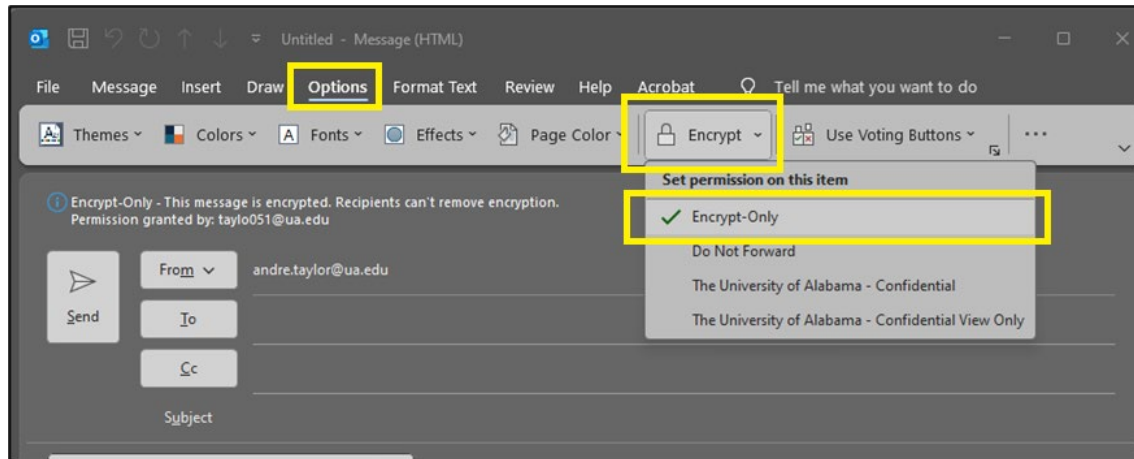 Untitled - Message (HTML)
File Message Insert Draw Options Format Text Review Help Acrobat Tell me what you want to do
Themes Colors A Fonts Effects Page Color Encrypt Use Voting Buttons ...
Set permission on this item
Encrypt-Only - This message is encrypted. Recipients can't remove encryption.
Permission granted by: taylo051@ua.edu
Encrypt-Only
Do Not Forward
The University of Alabama - Confidential
The University of Alabama - Confidential View Only
Send
From
andre.taylor@ua.edu
To
Cc
Subject